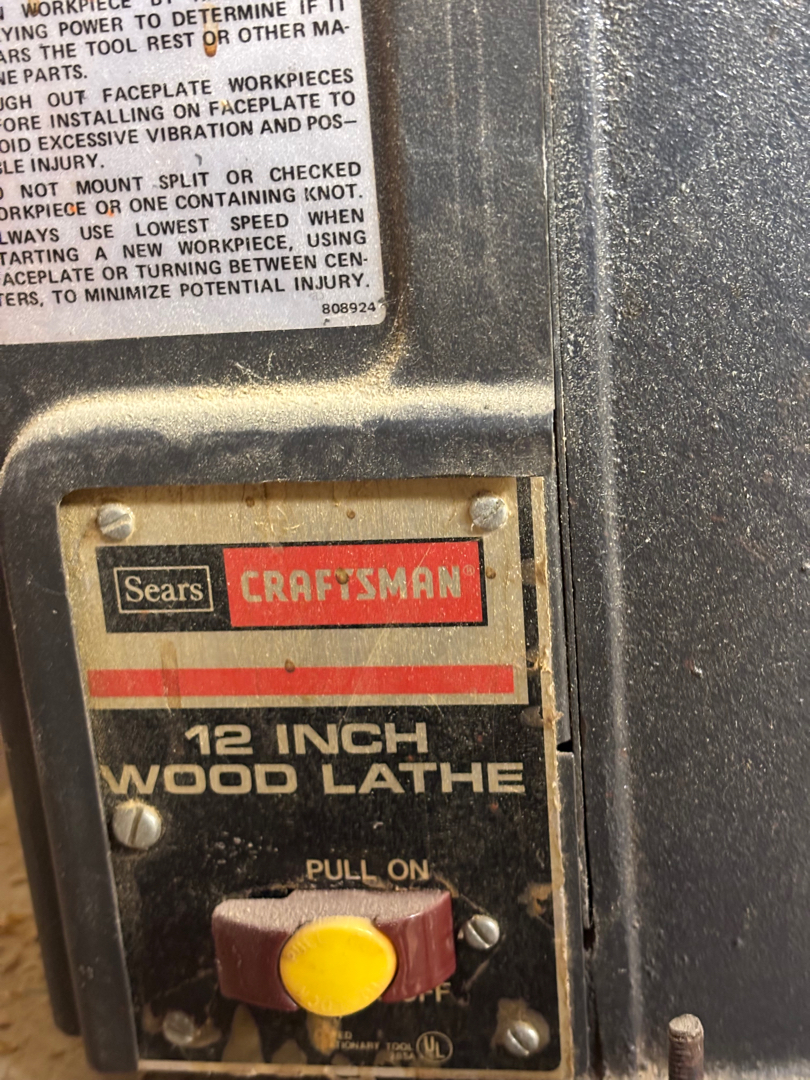 WORKPIECE BY
YING POWER TO DETERMINE IF IT
ARS THE TOOL REST OR OTHER MA-
NE PARTS.
UGH OUT FACEPLATE WORKPIECES
FORE INSTALLING ON FACEPLATE TO
OID EXCESSIVE VIBRATION AND POS-
BLE INJURY.
O NOT MOUNT SPLIT OR CHECKED
ORKPIECE OR ONE CONTAINING KNOT.
LWAYS USE LOWEST SPEED WHEN
TARTING A NEW WORKPIECE, USING
ACEPLATE OR TURNING BETWEEN CEN-
TERS, TO MINIMIZE POTENTIAL INJURY.
808924
Sears CRAFTSMAN®
12 INCH
WOOD LATHE
PULL ON
OFF
UL